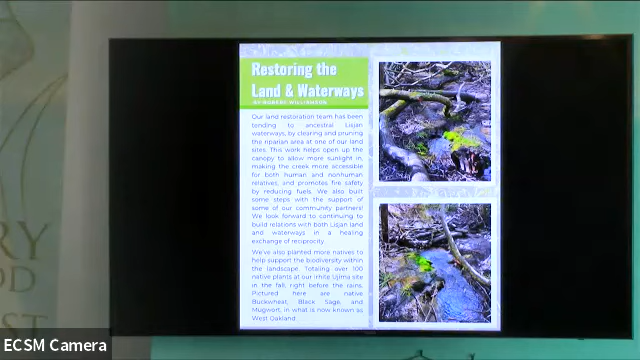 Restoring the
Land & Waterways
BY ROBERT WILLIAMSON
Our land restoration team has been
tending to ancestral Lisjan
waterways, by clearing and pruning
the riparian area at one of our land
sites. This work helps open up the
canopy to allow more sunlight in,
making the creek more accessible
for both human and nonhuman
relatives, and promotes fire safety
by reducing fuels. We also built
some steps with the support of
some of our community partners!
We look forward to continuing to
build relations with both Lisjan land
and waterways in a healing
exchange of reciprocity.
We've also planted more natives to
help support the biodiversity within
the landscape. Totaling over 100
native plants at our Ujima site
in the fall, right before the rains.
Pictured here are native
Buckwheat, Black Sage, and
Mugwort, in what is now known as
West Oakland.
RY
OD
ST
ECSM Camera